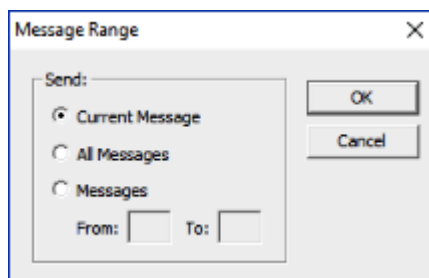 Message Range
Send:
Current Message
All Messages
Messages
From: To:
OK
Cancel